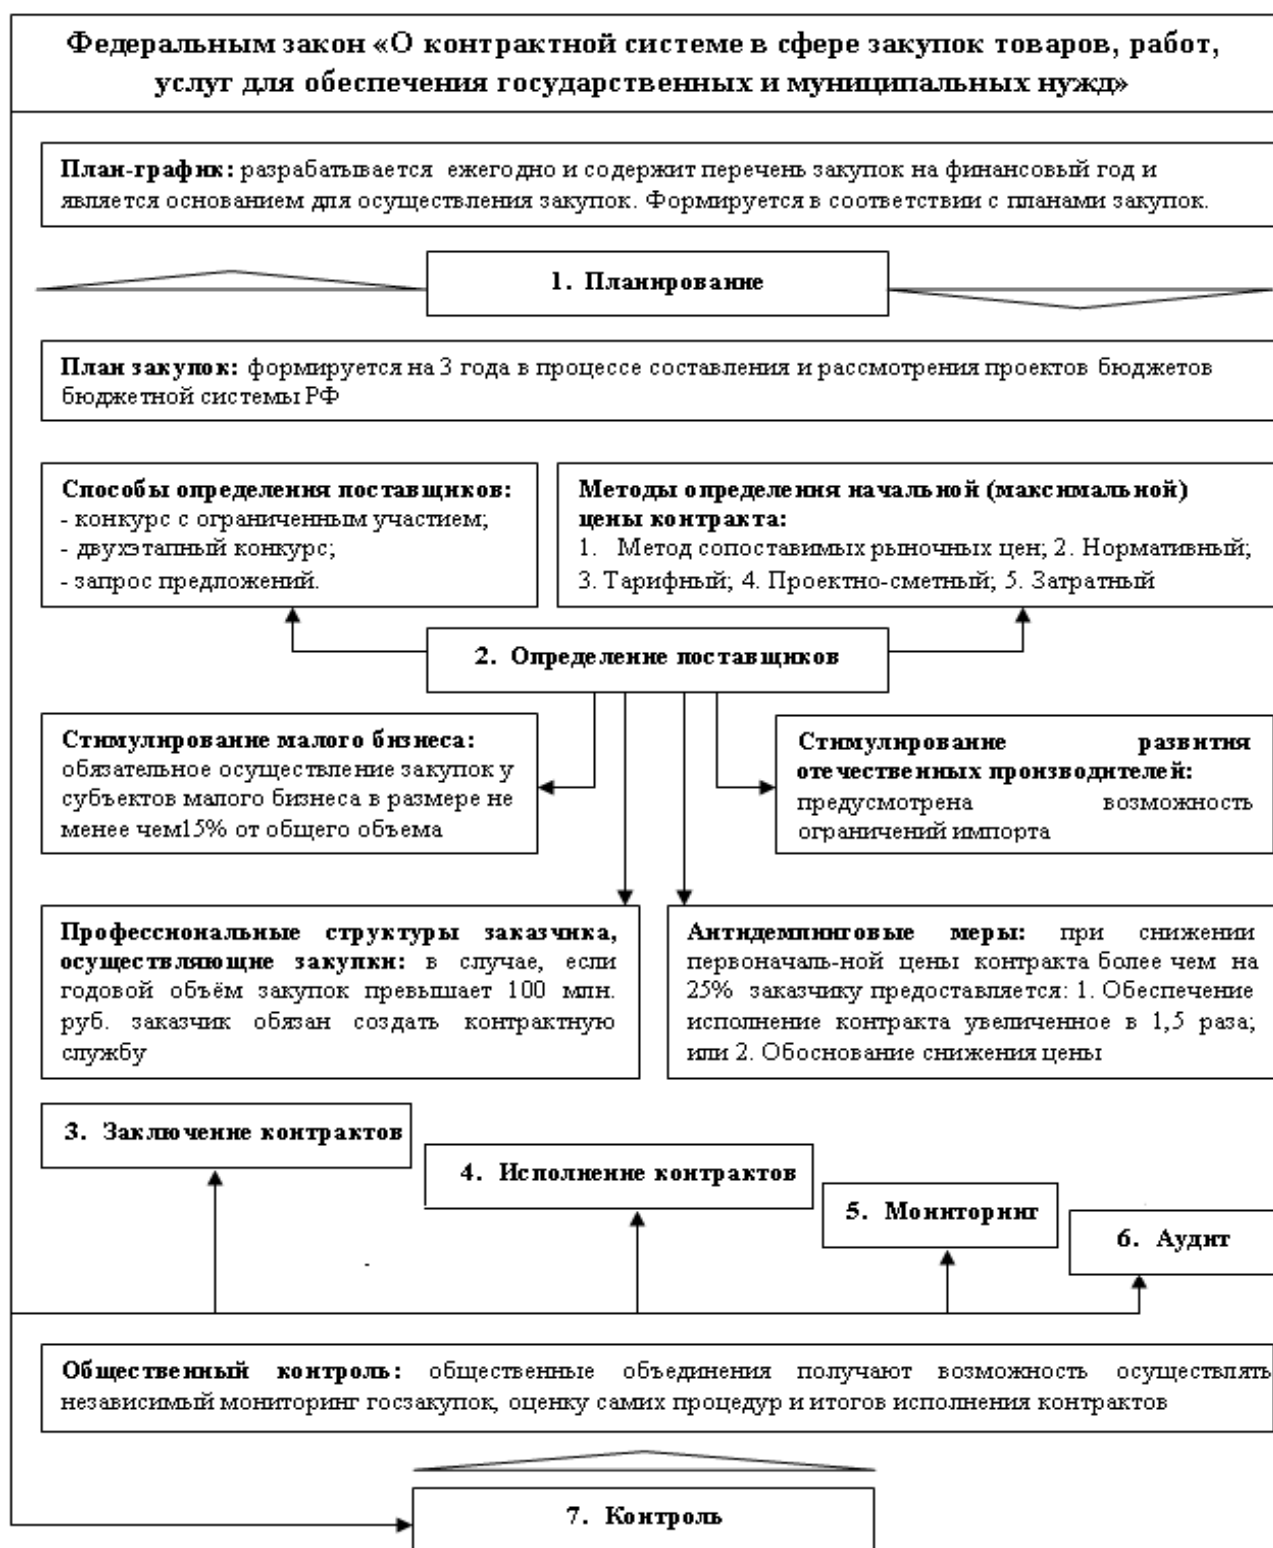 Федеральным закон «О контрактной системе в сфере закупок товаров, работ,
услуг для обеспечения государственных и муниципальных нужд»
План-график: разрабатывается ежегодно и содержит перечень закупок на финансовый год и
является основанием для осуществления закупок. Формируется в соответствии с планами закупок.
1. Планирование
План закупок: формируется на 3 года в процессе составления и рассмотрения проектов бюджетов
бюджетной системы РФ
Способы определения поставщиков:
- конкурс с ограниченным участием;
- двухэтапный конкурс;
- запрос предложений.
Методы определения начальной (максимальной)
цены контракта:
1. Метод сопоставимых рыночных цен; 2. Нормативный;
3. Тарифный; 4. Проектно-сметный; 5. Затратный
2. Определение поставщиков
Стимулирование малого бизнеса:
обязательное осуществление закупок у
субъектов малого бизнеса в размере не
менее чем15% от общего объема
Стимулирование развития
отечественных производителей:
предусмотрена возможность
ограничений импорта
Профессиональные структуры заказчика,
осуществляющие закупки: в случае, если
годовой объём закупок превышает 100 млн.
руб. заказчик обязан создать контрактную
службу
Антидемпинговые меры: при снижении
первоначаль-ной цены контракта более чем на
25% заказчику предоставляется: 1. Обеспечение
исполнение контракта увеличенное в 1,5 раза;
или 2. Обоснование снижения цены
3. Заключение контрактов
4. Исполнение контрактов
5. Мониторинг
6. Аудит
Общественный контроль: общественные объединения получают возможность осуществлять
независимый мониторинг госзакупок, оценку самих процедур и итогов исполнения контрактов
7. Контроль